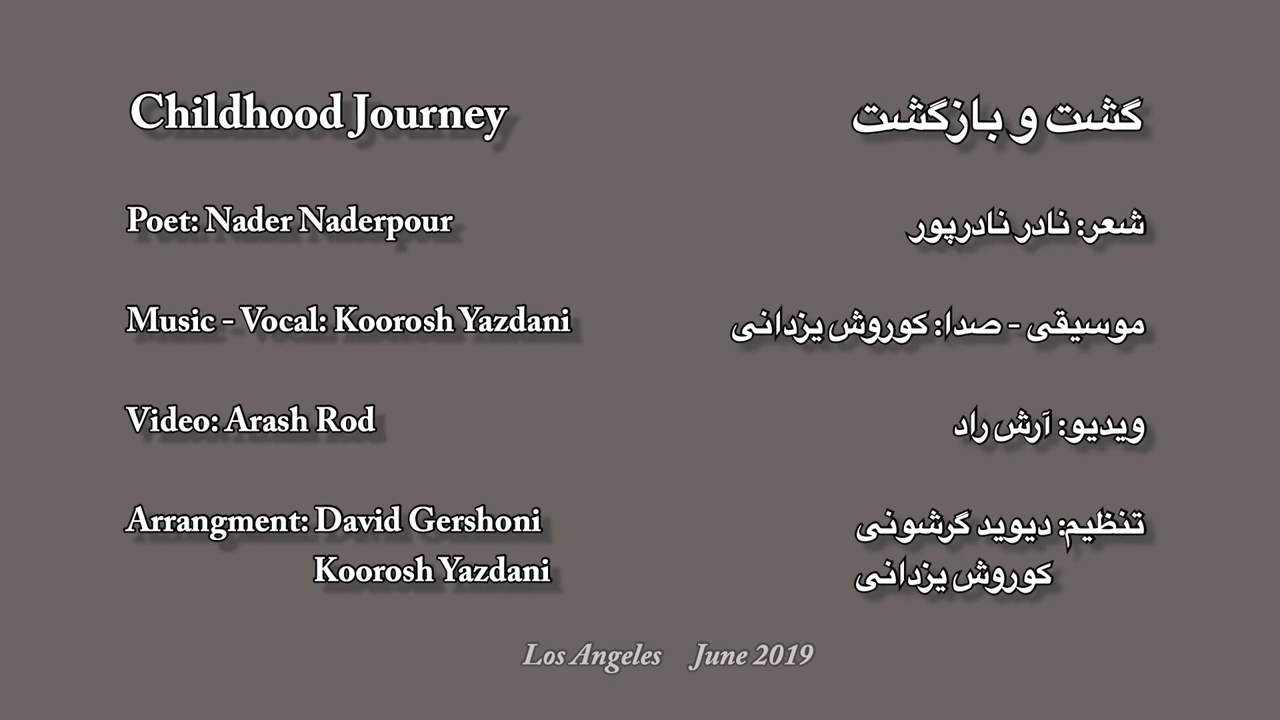 Childhood Journey
گشت و بازگشت
Poet: Nader Naderpour
شعر: نادر نادرپور
Music - Vocal: Koorosh Yazdani
موسیقی - صدا: کوروش یزدانی
Video: Arash Rod
ویدیو: آرش راد
Arrangment: David Gershoni
تنظیم: دیوید گرشونی
Koorosh Yazdani
کوروش یزدانی
Los Angeles June 2019